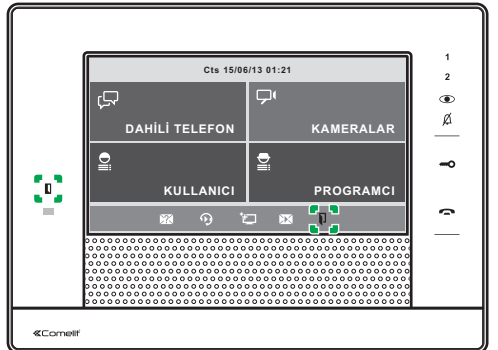 Cts 15/06/13 01:21
DAHİLİ TELEFON
KAMERALAR
KULLANICI
PROGRAMCI
1
2
Comelit